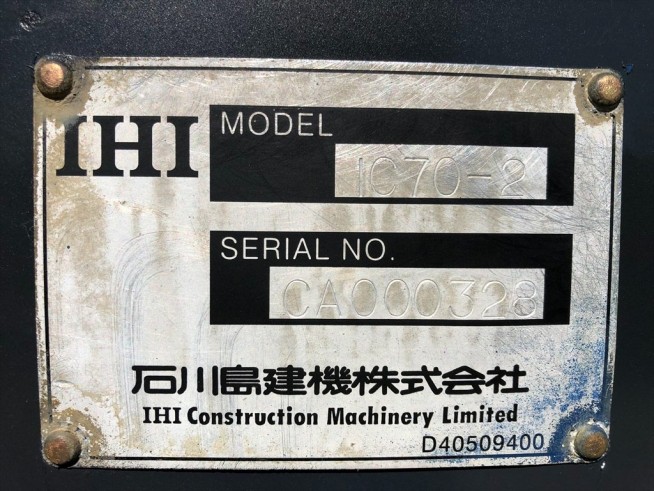 IHI
MODEL
IC70-2
SERIAL NO.
CA000328
石川島建機株式会社
IHI Construction Machinery Limited
D40509400